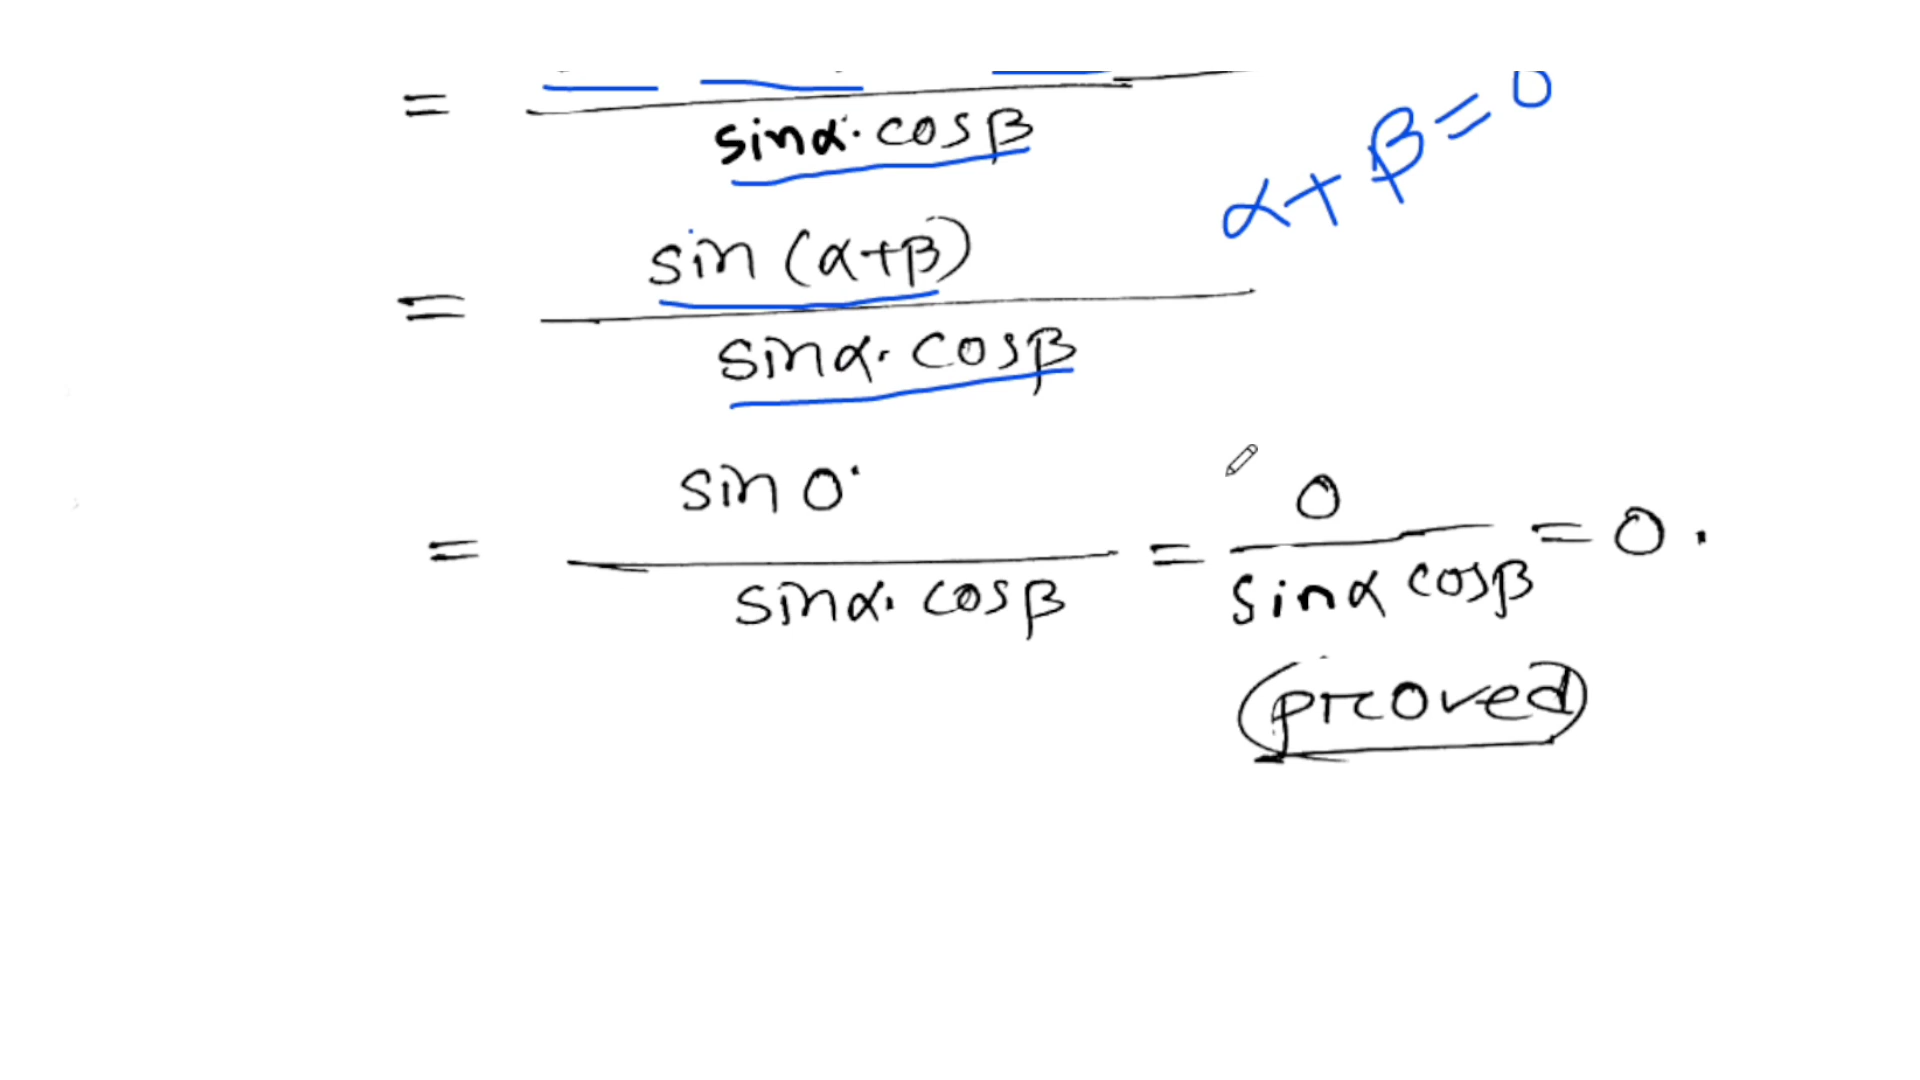 =
sinα. cosβ
α+β=0
sin (α+β)
=
sinα. cosβ
sin 0°
0
=
=
= 0.
sinα. cosβ
sinα cosβ
(proved)